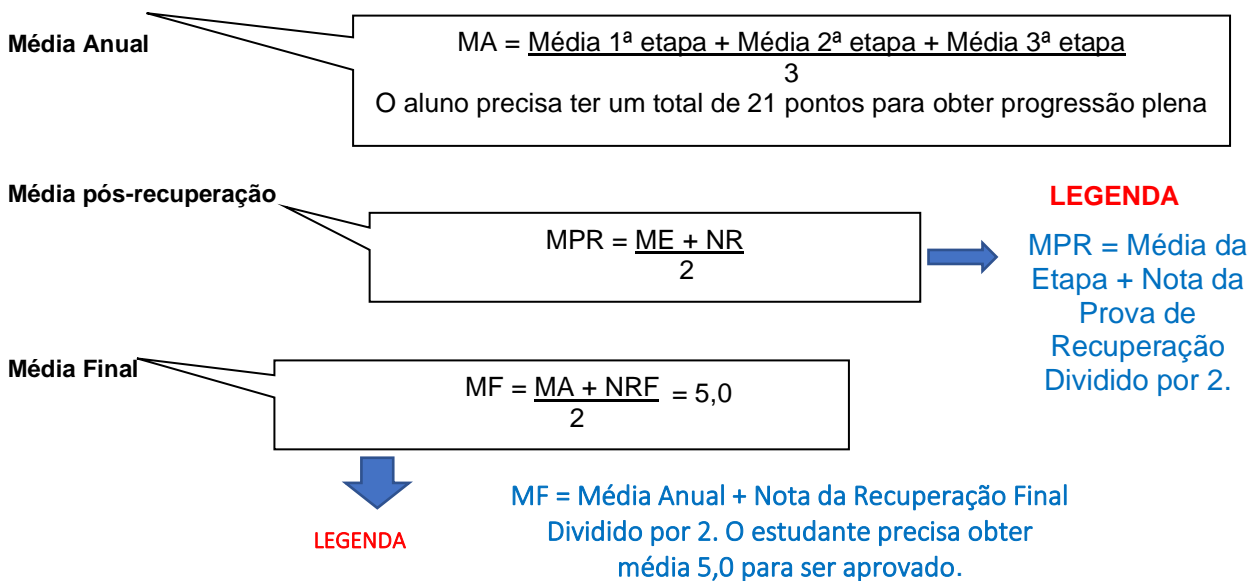 Média Anual
MA = Média 1ª etapa + Média 2ª etapa + Média 3ª etapa
3
O aluno precisa ter um total de 21 pontos para obter progressão plena
Média pós-recuperação
MPR = ME + NR
2
LEGENDA
MPR = Média da
Etapa + Nota da
Prova de
Recuperação
Dividido por 2.
Média Final
MF = MA + NRF = 5,0
2
LEGENDA
MF = Média Anual + Nota da Recuperação Final
Dividido por 2. O estudante precisa obter
média 5,0 para ser aprovado.